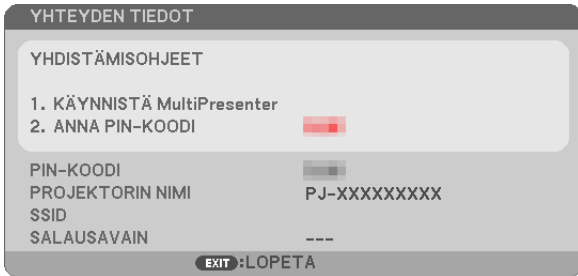 YHTEYDEN TIEDOT
YHDISTÄMISOHJEET
1. KÄYNNISTÄ MultiPresenter
2. ANNA PIN-KOODI
PIN-KOODI
PROJEKTORIN NIMI PJ-XXXXXXXXX
SSID
SALAUSAVAIN ---
EXIT :LOPETA